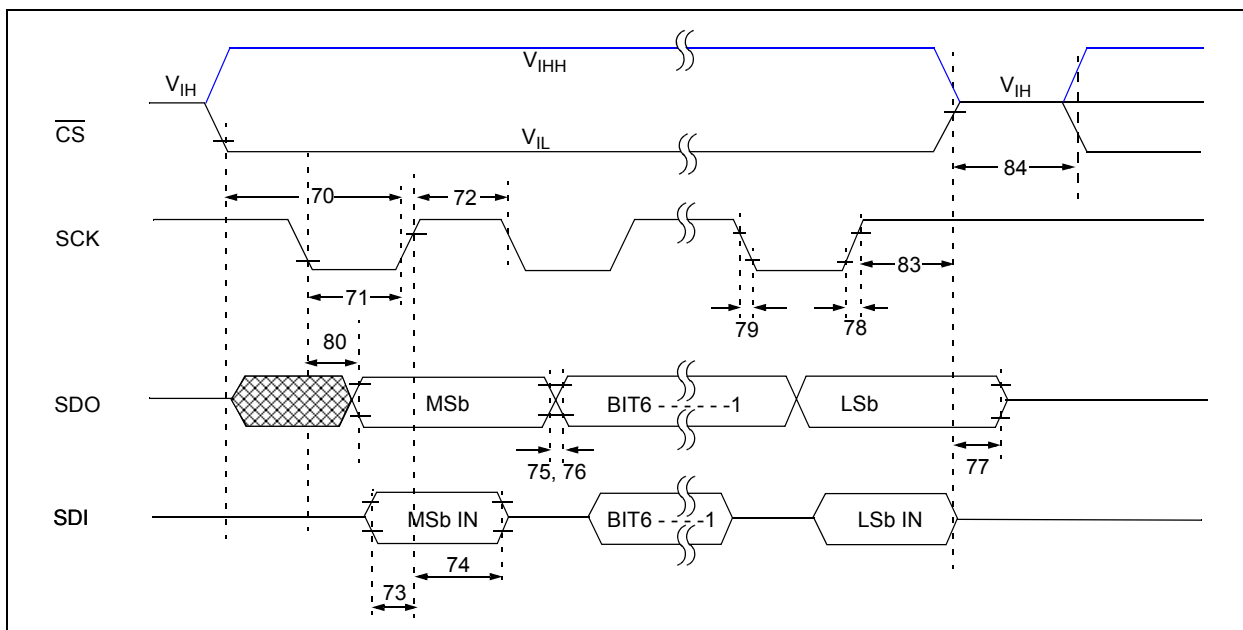 VIH
VIHH
VIH
CS
VIL
84
70
72
SCK
83
71
79
78
80
SDO
MSb
BIT6 - - - - - -1
LSb
75, 76
77
SDI
MSb IN
BIT6 - - - - -1
LSb IN
74
73